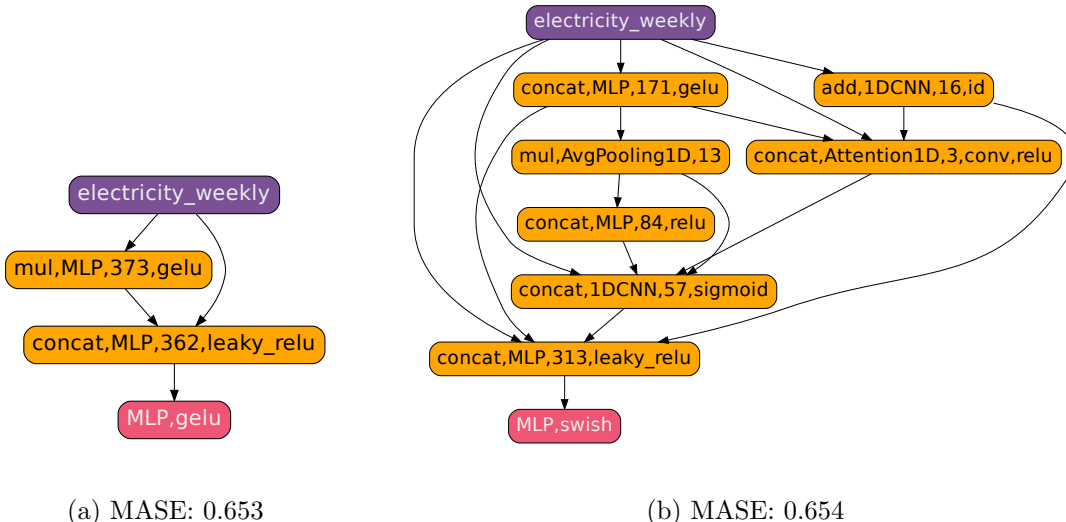 electricity_weekly
mul,MLP,373,gelu
concat,MLP,362,leaky_relu
MLP,gelu
(a) MASE: 0.653
electricity_weekly
concat,MLP,171,gelu
add,1DCNN,16,id
mul,AvgPooling1D,13
concat,Attention1D,3,conv,relu
concat,MLP,84,relu
concat,1DCNN,57,sigmoid
concat,MLP,313,leaky_relu
MLP,swish
(b) MASE: 0.654